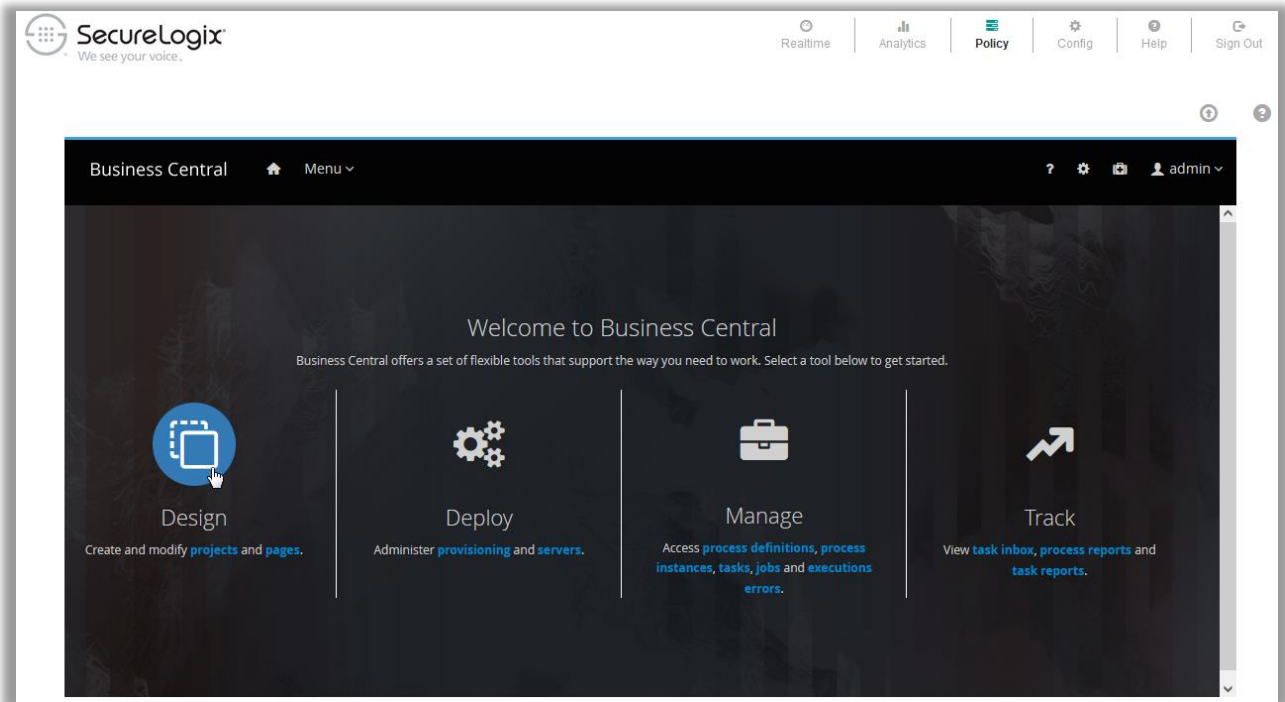 SecureLogix
We see your voice.
Realtime
Analytics
Policy
Config
Help
Sign Out
Business Central
Menu
?
admin
Welcome to Business Central
Business Central offers a set of flexible tools that support the way you need to work. Select a tool below to get started.
Design
Create and modify projects and pages.
Deploy
Administer provisioning and servers.
Manage
Access process definitions, process
instances, tasks, jobs and executions
errors.
Track
View task inbox, process reports and
task reports.